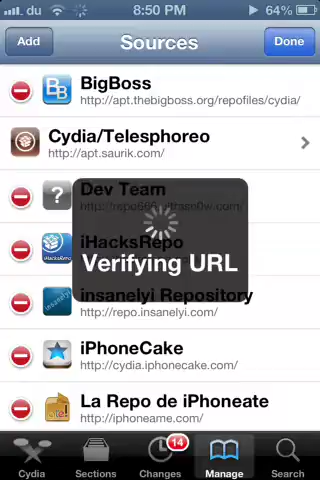 du 8:50 PM 64%
Add Sources Done
BigBoss
http://apt.thebigboss.org/repofiles/cydia/
Cydia/Telesphoreo
http://apt.saurik.com/
Dev Team
iHacksRepo
Verifying URL
insanelyi Repository
http://repo.insanelyi.com/
iPhoneCake
http://cydia.iphonecake.com/
La Repo de iPhoneate
http://iphoneame.com/
14
Cydia Sections Changes Manage Search